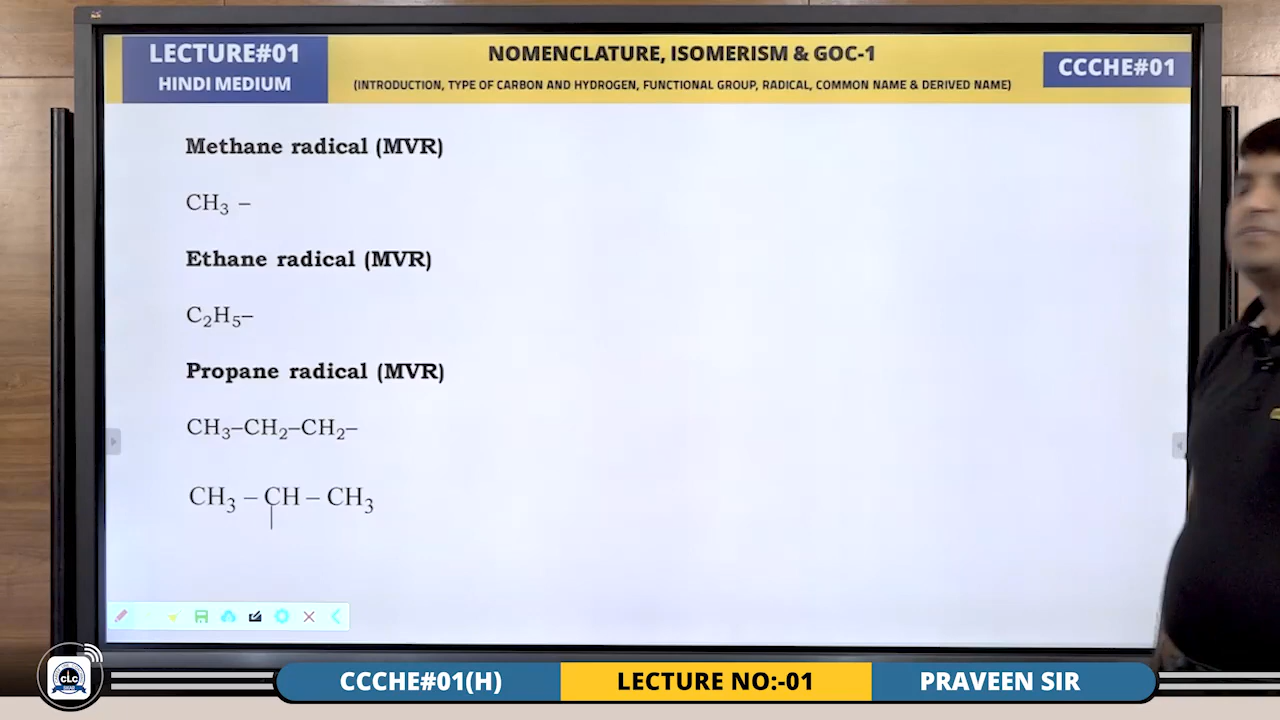 LECTURE#01
HINDI MEDIUM
NOMENCLATURE, ISOMERISM & GOC-1
(INTRODUCTION, TYPE OF CARBON AND HYDROGEN, FUNCTIONAL GROUP, RADICAL, COMMON NAME & DERIVED NAME)
CCCHE#01
Methane radical (MVR)
CH₃ –
Ethane radical (MVR)
C₂H₅–
Propane radical (MVR)
CH₃–CH₂–CH₂–
CH₃ – CH – CH₃
|
CLC
SIKAR
CCCHE#01(H)
LECTURE NO:-01
PRAVEEN SIR